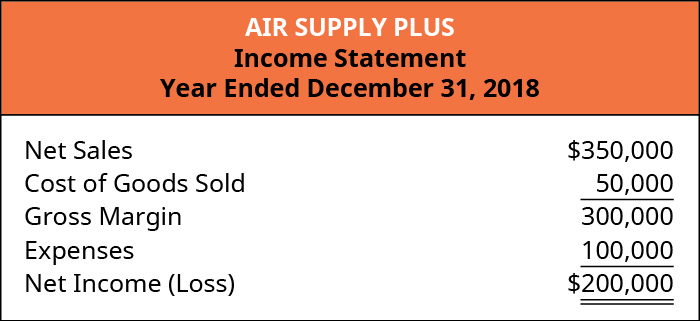 AIR SUPPLY PLUS
Income Statement
Year Ended December 31, 2018
Net Sales $350,000
Cost of Goods Sold 50,000
Gross Margin 300,000
Expenses 100,000
Net Income (Loss) $200,000